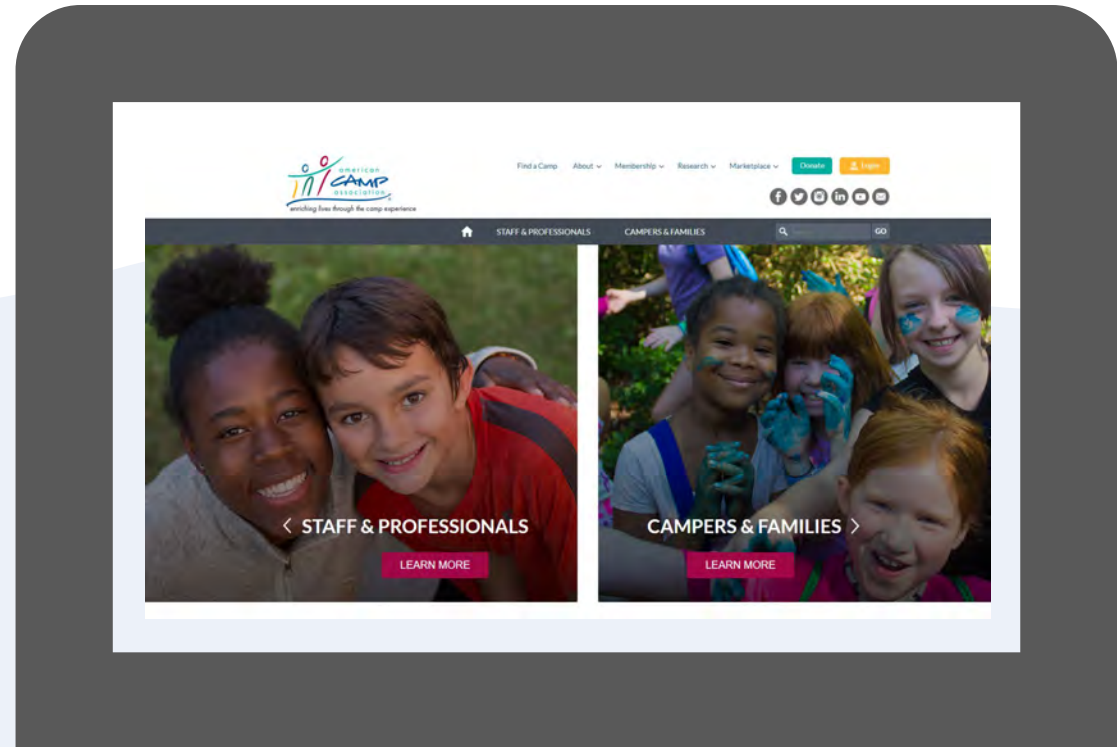 american
CAMP
association
enriching lives through the camp experience
Find a Camp About Membership Research Marketplace Donate Login
STAFF & PROFESSIONALS CAMPERS & FAMILIES GO
STAFF & PROFESSIONALS
LEARN MORE
CAMPERS & FAMILIES
LEARN MORE